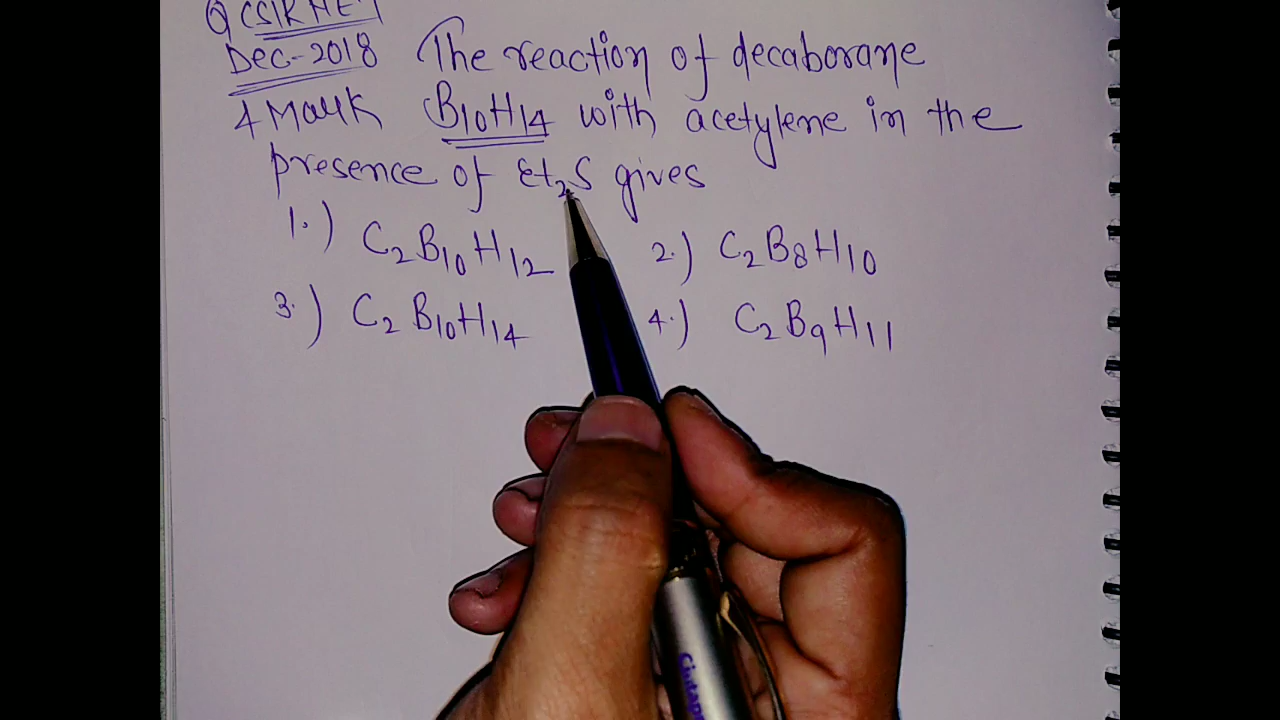 Q CSIR NET
Dec-2018 The reaction of decaborane
4 Mark B10H14 with acetylene in the
presence of Et2S gives
1.) C2B10H12 2.) C2B8H10
3.) C2B10H14 4.) C2B9H11